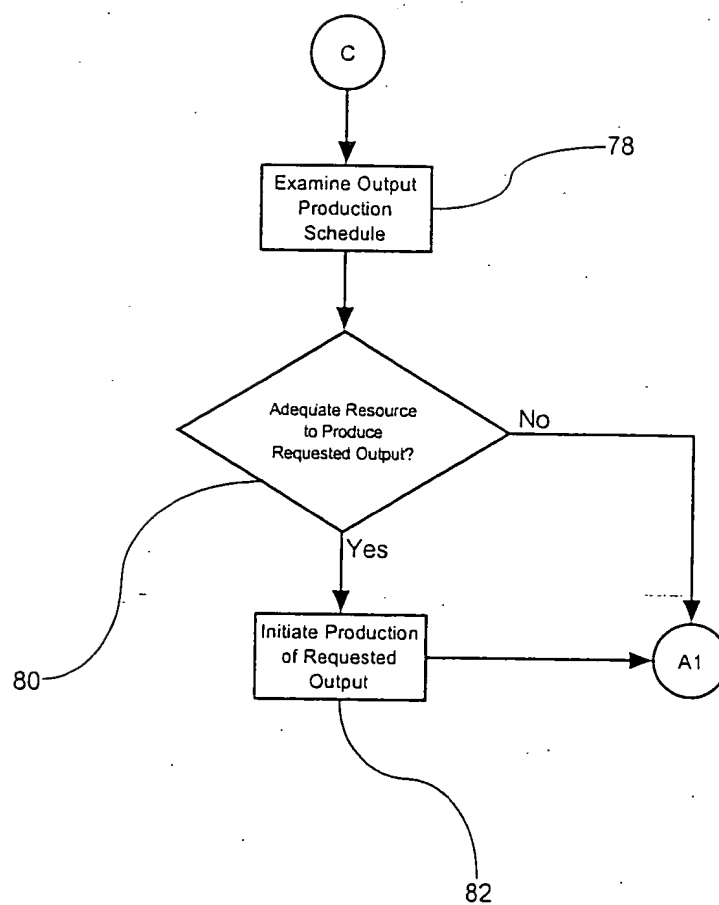 C
78
Examine Output
Production
Schedule
Adequate Resource
to Produce
Requested Output?
No
Yes
Initiate Production
of Requested
Output
A1
80
82